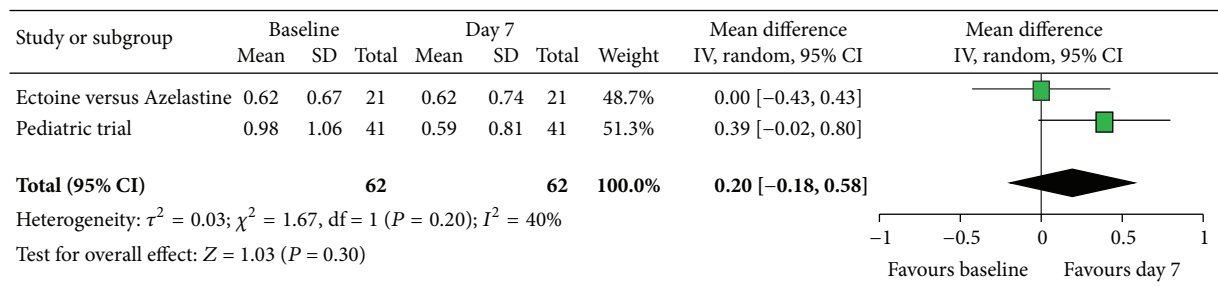 Study or subgroup Baseline Day 7 Mean difference Mean difference
Mean SD Total Mean SD Total Weight IV, random, 95% CI IV, random, 95% CI
Ectoine versus Azelastine 0.62 0.67 21 0.62 0.74 21 48.7% 0.00 [−0.43, 0.43]
Pediatric trial 0.98 1.06 41 0.59 0.81 41 51.3% 0.39 [−0.02, 0.80]
Total (95% CI) 62 62 100.0% 0.20 [−0.18, 0.58]
Heterogeneity: τ² = 0.03; χ² = 1.67, df = 1 (P = 0.20); I² = 40%
Test for overall effect: Z = 1.03 (P = 0.30)
−1 −0.5 0 0.5 1
Favours baseline Favours day 7